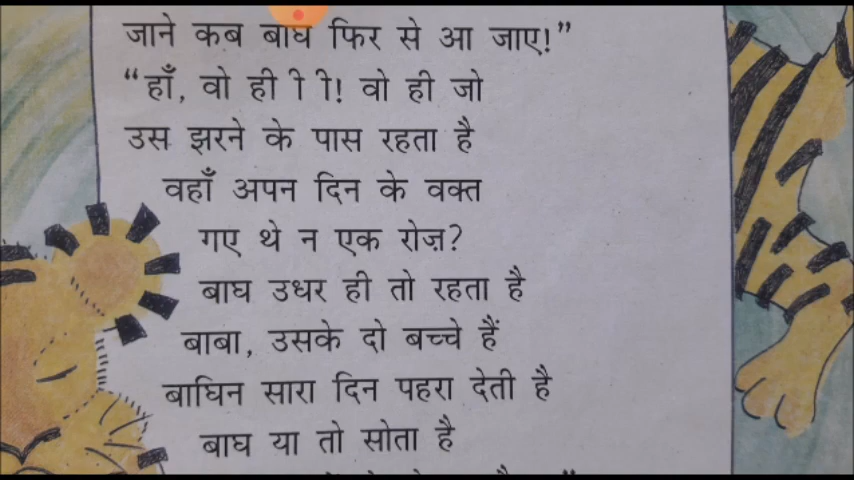 जाने कब बाघ फिर से आ जाए!”
“हाँ, वो ही ी ी! वो ही जो
उस झरने के पास रहता है
वहाँ अपन दिन के वक्त
गए थे न एक रोज़?
बाघ उधर ही तो रहता है
बाबा, उसके दो बच्चे हैं
बाघिन सारा दिन पहरा देती है
बाघ या तो सोता है